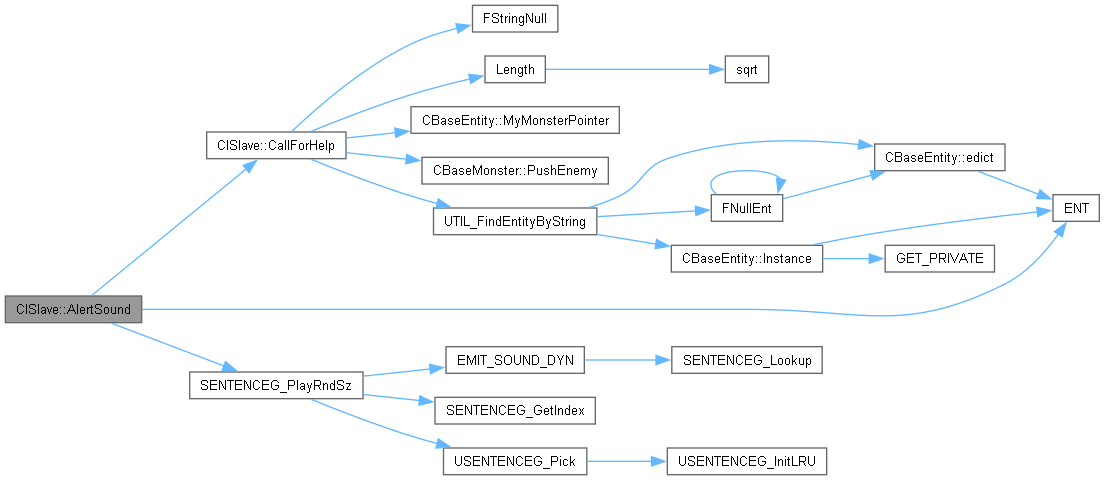 FStringNull
Length
sqrt
CBaseEntity::MyMonsterPointer
CISlave::CallForHelp
CBaseEntity::edict
CBaseMonster::PushEnemy
FNullEnt
ENT
UTIL_FindEntityByString
CBaseEntity::Instance
GET_PRIVATE
CISlave::AlertSound
EMIT_SOUND_DYN
SENTENCEG_Lookup
SENTENCEG_PlayRndSz
SENTENCEG_GetIndex
USENTENCEG_Pick
USENTENCEG_InitLRU